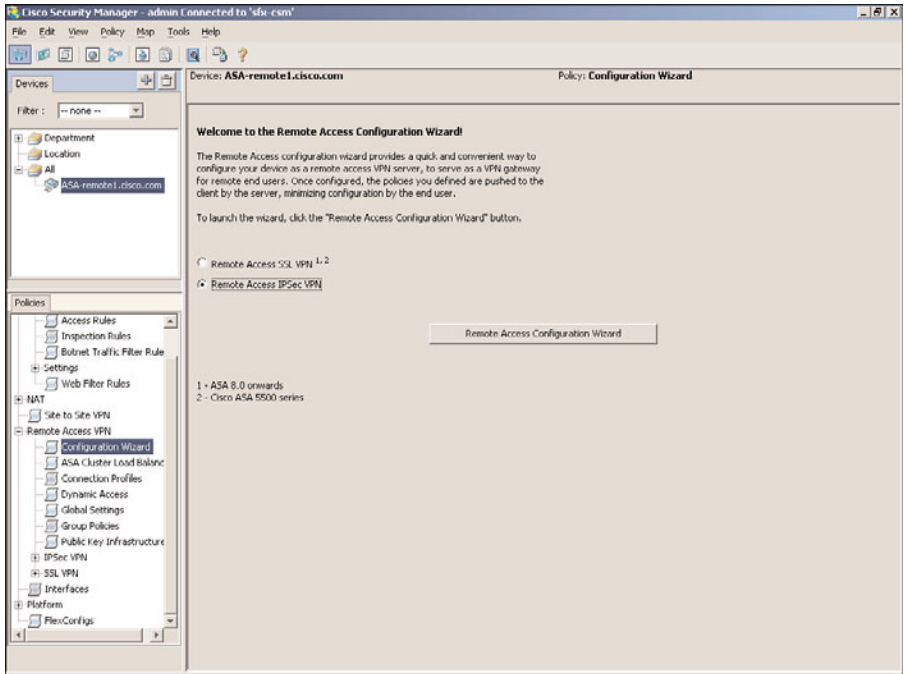 Cisco Security Manager - admin Connected to 'sfx-csm'
File Edit View Policy Map Tools Help
Devices
Filter : -- none --
Department
Location
All
ASA-remote1.cisco.com
Policies
Access Rules
Inspection Rules
Botnet Traffic Filter Rule
Settings
Web Filter Rules
NAT
Site to Site VPN
Remote Access VPN
Configuration Wizard
ASA Cluster Load Balanc
Connection Profiles
Dynamic Access
Global Settings
Group Policies
Public Key Infrastructure
IPSec VPN
SSL VPN
Interfaces
Platform
FlexConfigs
Device: ASA-remote1.cisco.com Policy: Configuration Wizard
Welcome to the Remote Access Configuration Wizard!
The Remote Access configuration wizard provides a quick and convenient way to
configure your device as a remote access VPN server, to serve as a VPN gateway
for remote end users. Once configured, the policies you defined are pushed to the
client by the server, minimizing configuration by the end user.
To launch the wizard, click the "Remote Access Configuration Wizard" button.
Remote Access SSL VPN 1, 2
Remote Access IPSec VPN
Remote Access Configuration Wizard
1 - ASA 8.0 onwards
2 - Cisco ASA 5500 series